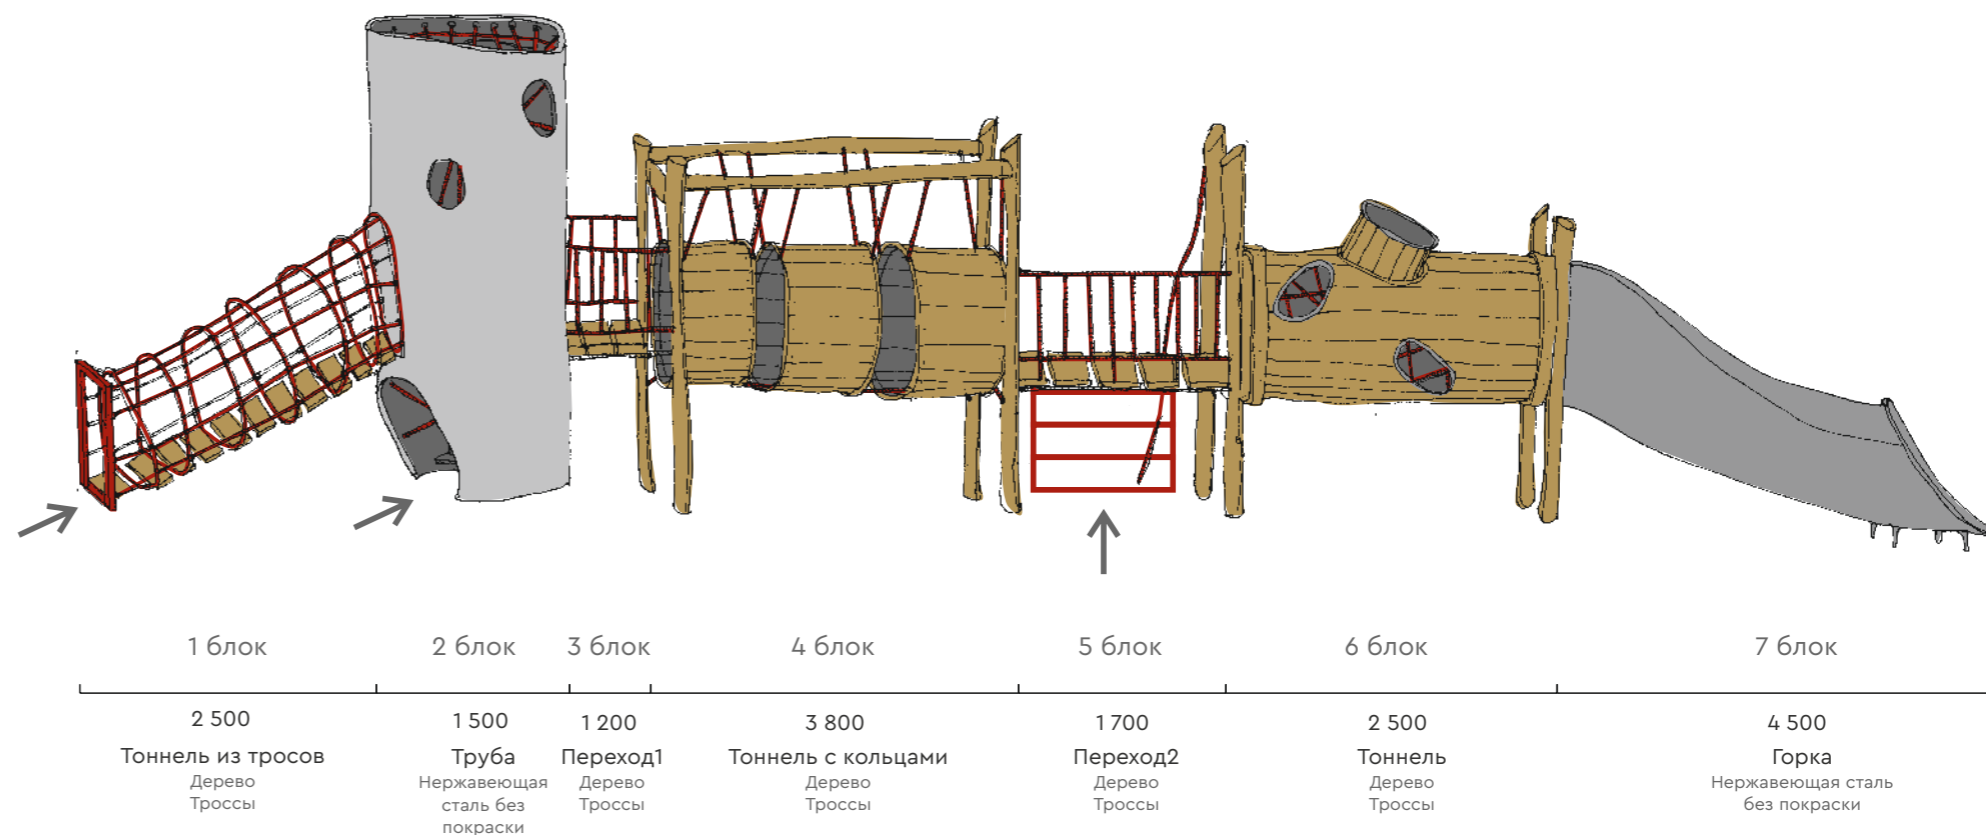 1 блок 2 блок 3 блок 4 блок 5 блок 6 блок 7 блок
2 500 1 500 1 200 3 800 1 700 2 500 4 500
Тоннель из тросов Труба Переход1 Тоннель с кольцами Переход2 Тоннель Горка
Дерево Нержавеющая Дерево Дерево Дерево Дерево Нержавеющая сталь
Троссы сталь без Троссы Троссы Троссы Троссы без покраски
покраски